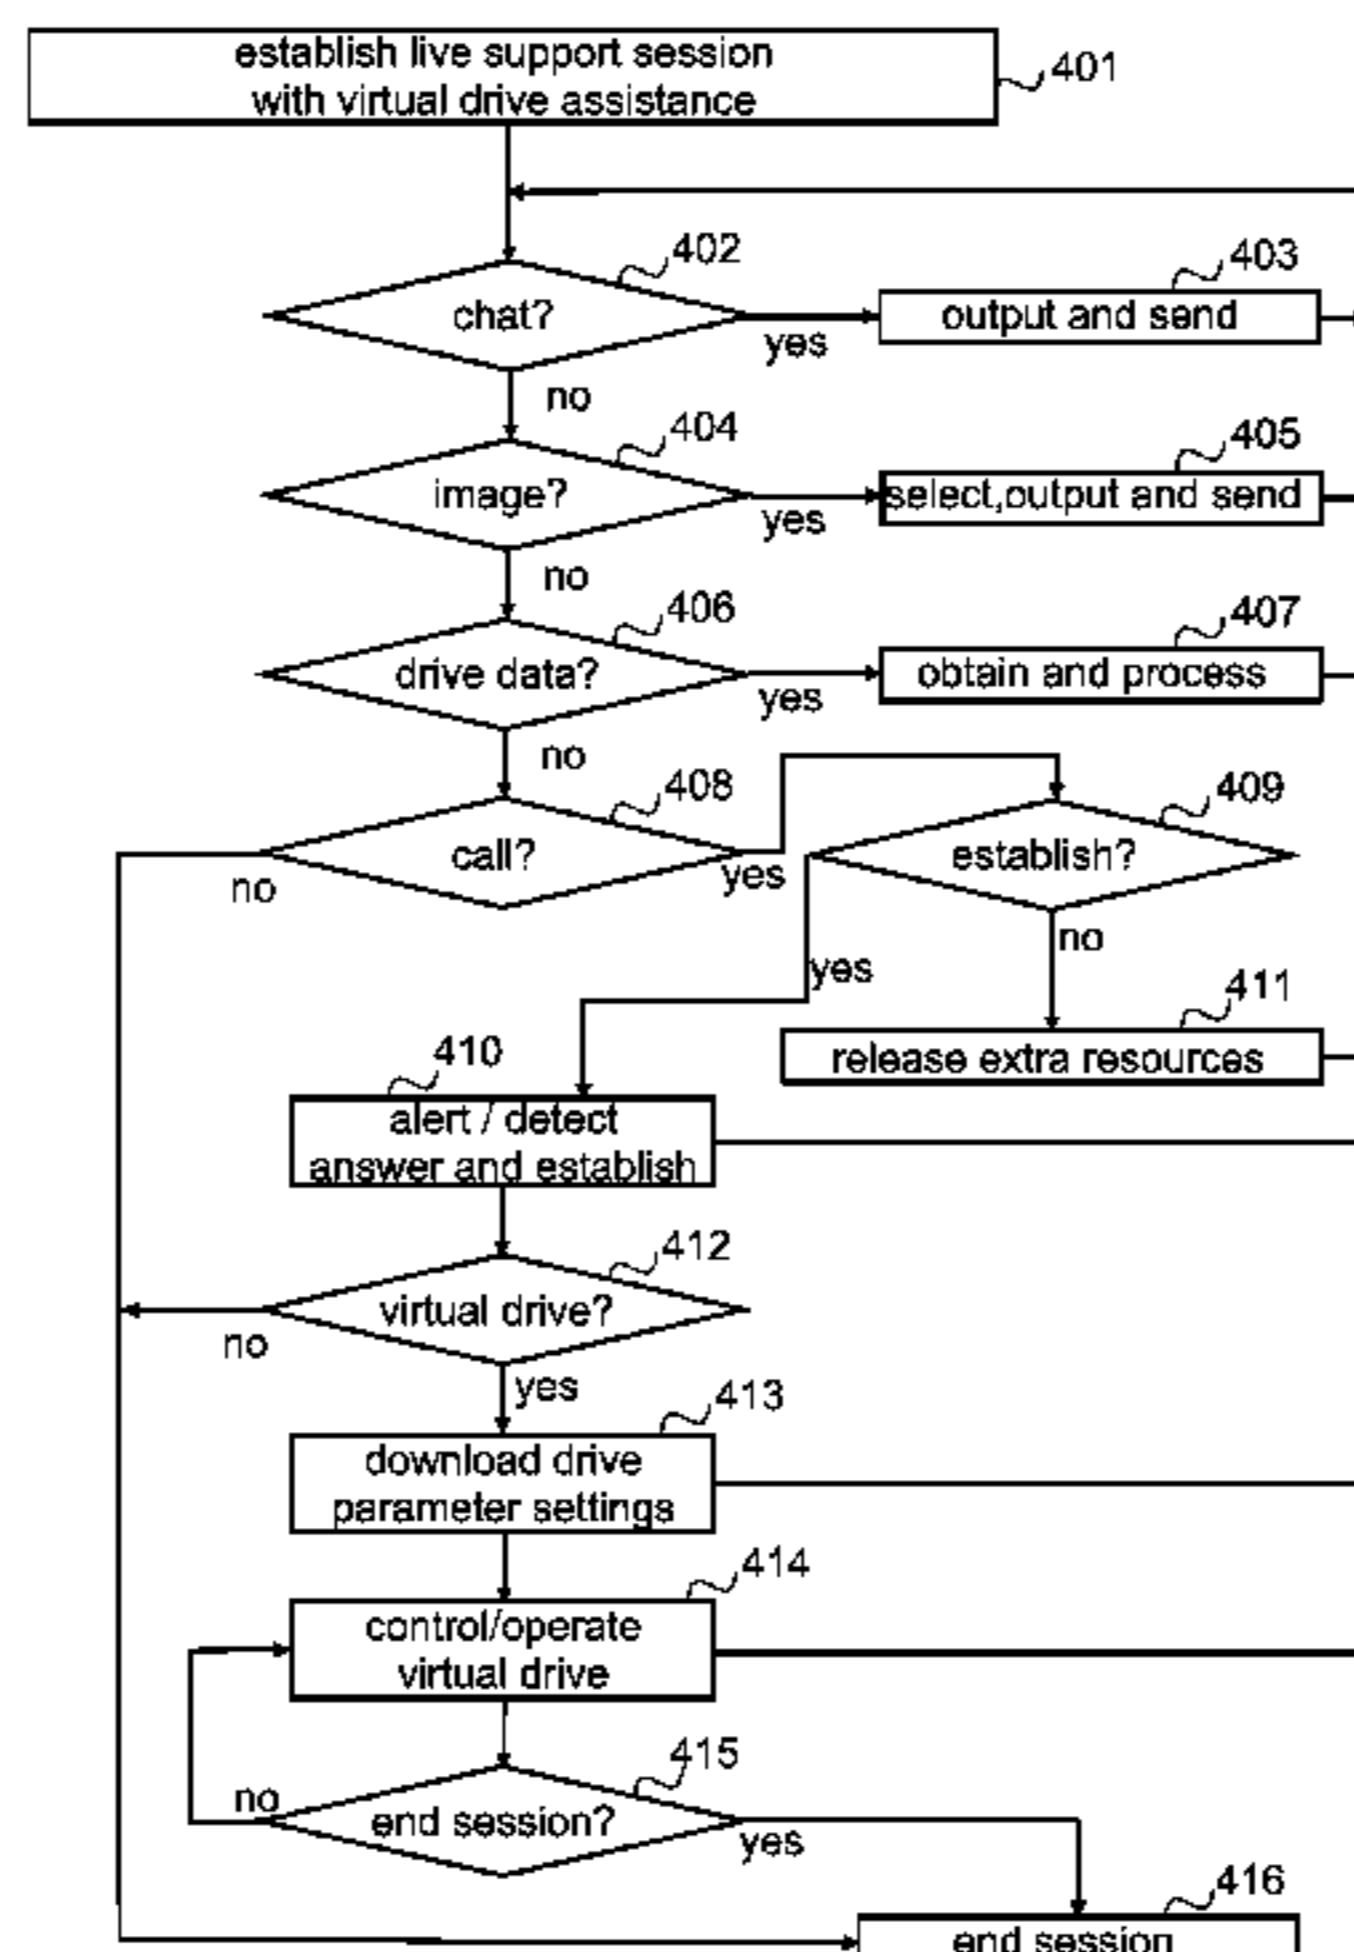 establish live support session
with virtual drive assistance
401
402
chat?
yes
no
403
output and send
404
image?
yes
no
405
select,output and send
406
drive data?
yes
no
407
obtain and process
408
call?
no
yes
409
establish?
yes
no
411
release extra resources
410
alert / detect
answer and establish
412
virtual drive?
no
yes
413
download drive
parameter settings
414
control/operate
virtual drive
415
end session?
no
yes
416
end session